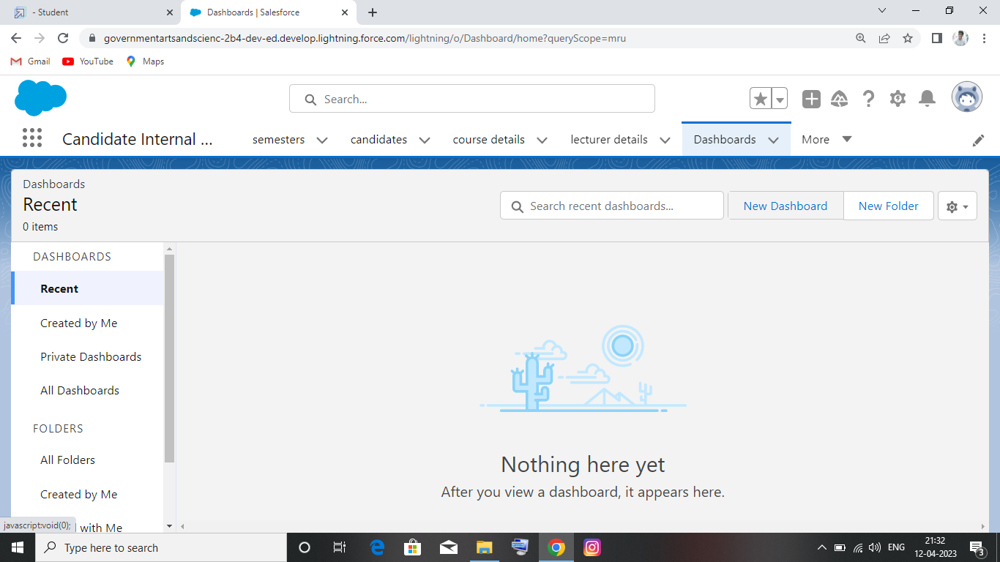 - Student
Dashboards | Salesforce
governmentartsandscienc-2b4-dev-ed.develop.lightning.force.com/lightning/o/Dashboard/home?queryScope=mru
Gmail YouTube Maps
Search...
Candidate Internal ... semesters candidates course details lecturer details Dashboards More
Dashboards
Recent
0 items
Search recent dashboards...
New Dashboard
New Folder
DASHBOARDS
Recent
Created by Me
Private Dashboards
All Dashboards
FOLDERS
All Folders
Created by Me
with Me
Nothing here yet
After you view a dashboard, it appears here.
javascript:void(0);
Type here to search
ENG
21:32
12-04-2023
3